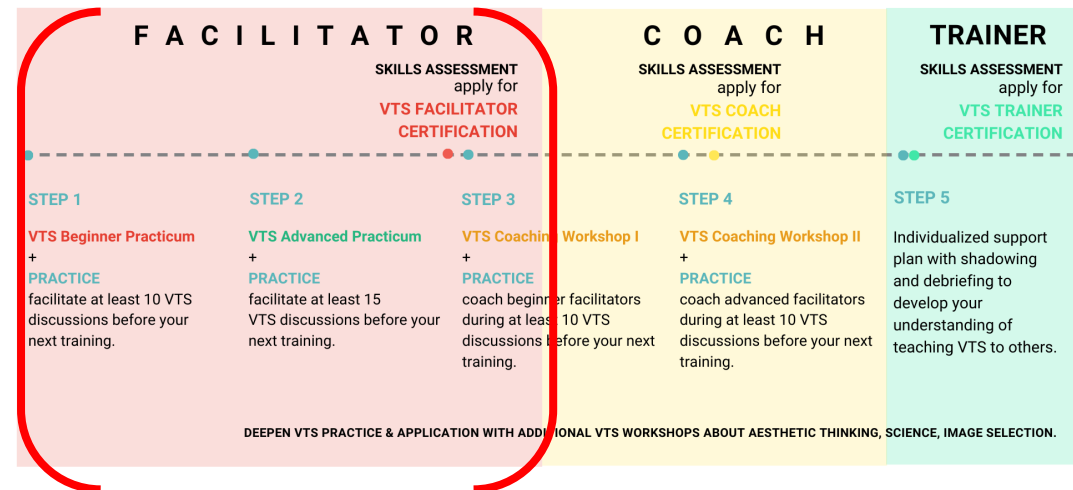 FACILITATOR
SKILLS ASSESSMENT
apply for
VTS FACILITATOR
CERTIFICATION
COACH
SKILLS ASSESSMENT
apply for
VTS COACH
CERTIFICATION
TRAINER
SKILLS ASSESSMENT
apply for
VTS TRAINER
CERTIFICATION
STEP 1
VTS Beginner Practicum
+
PRACTICE
facilitate at least 10 VTS
discussions before your
next training.
STEP 2
VTS Advanced Practicum
+
PRACTICE
facilitate at least 15
VTS discussions before your
next training.
STEP 3
VTS Coaching Workshop I
+
PRACTICE
coach beginner facilitators
during at least 10 VTS
discussions before your next
training.
STEP 4
VTS Coaching Workshop II
+
PRACTICE
coach advanced facilitators
during at least 10 VTS
discussions before your next
training.
STEP 5
Individualized support
plan with shadowing
and debriefing to
develop your
understanding of
teaching VTS to others.
DEEPEN VTS PRACTICE & APPLICATION WITH ADDITIONAL VTS WORKSHOPS ABOUT AESTHETIC THINKING, SCIENCE, IMAGE SELECTION.